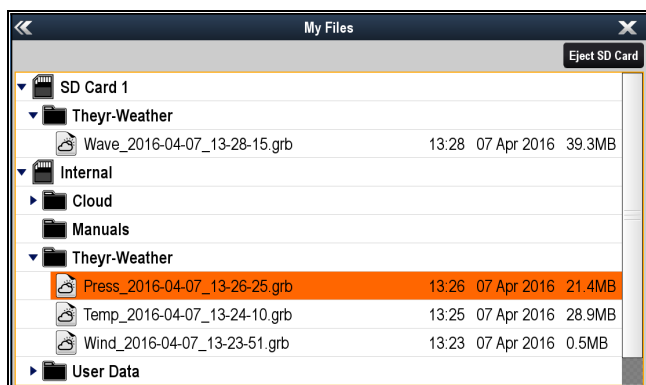 My Files
Eject SD Card
SD Card 1
Theyr-Weather
Wave_2016-04-07_13-28-15.grb 13:28 07 Apr 2016 39.3MB
Internal
Cloud
Manuals
Theyr-Weather
Press_2016-04-07_13-26-25.grb 13:26 07 Apr 2016 21.4MB
Temp_2016-04-07_13-24-10.grb 13:25 07 Apr 2016 28.9MB
Wind_2016-04-07_13-23-51.grb 13:23 07 Apr 2016 0.5MB
User Data